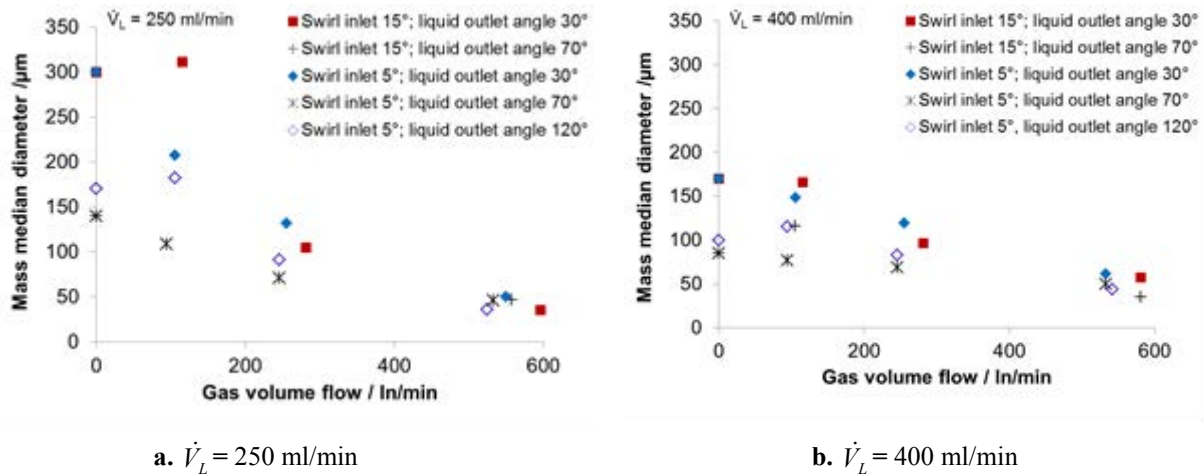 V̇L = 250 ml/min
Swirl inlet 15°; liquid outlet angle 30°
Swirl inlet 15°; liquid outlet angle 70°
Swirl inlet 5°; liquid outlet angle 30°
Swirl inlet 5°; liquid outlet angle 70°
Swirl inlet 5°; liquid outlet angle 120°
Mass median diameter /µm
350
300
250
200
150
100
50
0
0 200 400 600
Gas volume flow / ln/min
V̇L = 400 ml/min
Swirl inlet 15°; liquid outlet angle 30°
Swirl inlet 15°; liquid outlet angle 70°
Swirl inlet 5°; liquid outlet angle 30°
Swirl inlet 5°; liquid outlet angle 70°
Swirl inlet 5°, liquid outlet angle 120°
Mass median diameter /µm
350
300
250
200
150
100
50
0
0 200 400 600
Gas volume flow / ln/min
a. V̇L = 250 ml/min
b. V̇L = 400 ml/min